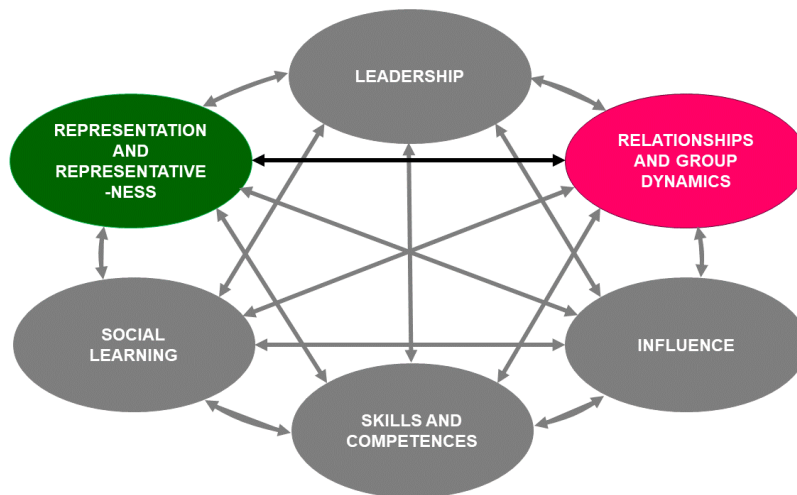 LEADERSHIP
REPRESENTATION
AND
REPRESENTATIVE
-NESS
RELATIONSHIPS
AND GROUP
DYNAMICS
SOCIAL
LEARNING
INFLUENCE
SKILLS AND
COMPETENCES